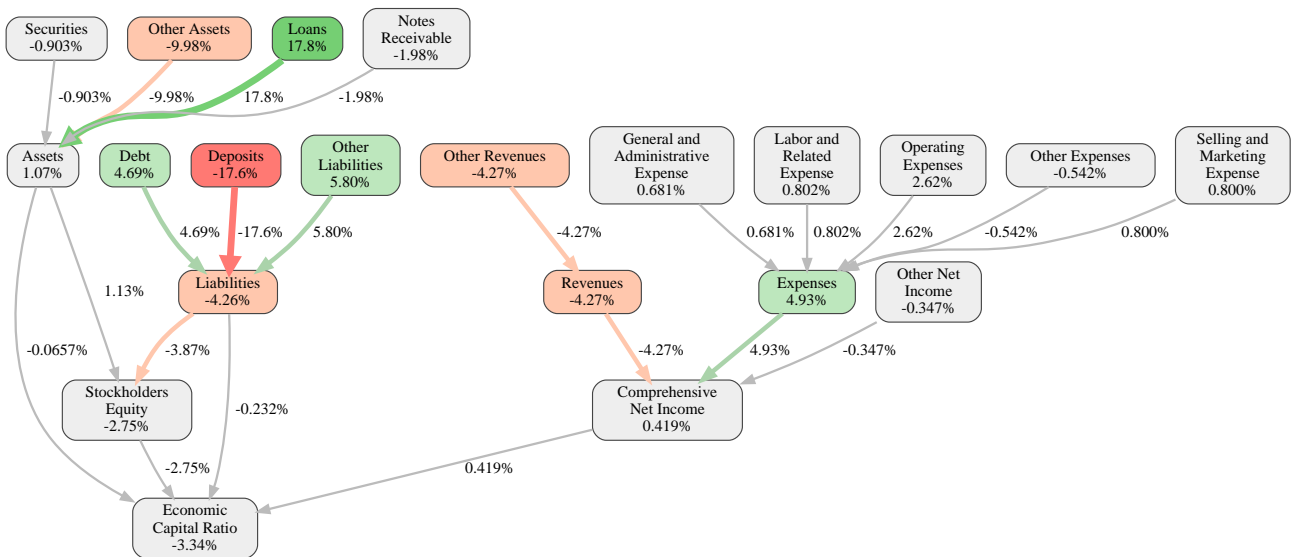 Securities
-0.903%
Other Assets
-9.98%
Loans
17.8%
Notes
Receivable
-1.98%
-0.903%
-9.98%
17.8%
-1.98%
Assets
1.07%
Debt
4.69%
Deposits
-17.6%
Other
Liabilities
5.80%
Other Revenues
-4.27%
General and
Administrative
Expense
0.681%
Labor and
Related
Expense
0.802%
Operating
Expenses
2.62%
Other Expenses
-0.542%
Selling and
Marketing
Expense
0.800%
4.69%
-17.6%
5.80%
-4.27%
0.681%
0.802%
2.62%
-0.542%
0.800%
Liabilities
-4.26%
Revenues
-4.27%
Expenses
4.93%
Other Net
Income
-0.347%
1.13%
-0.0657%
-3.87%
-4.27%
4.93%
-0.347%
Stockholders
Equity
-2.75%
-0.232%
Comprehensive
Net Income
0.419%
-2.75%
0.419%
Economic
Capital Ratio
-3.34%